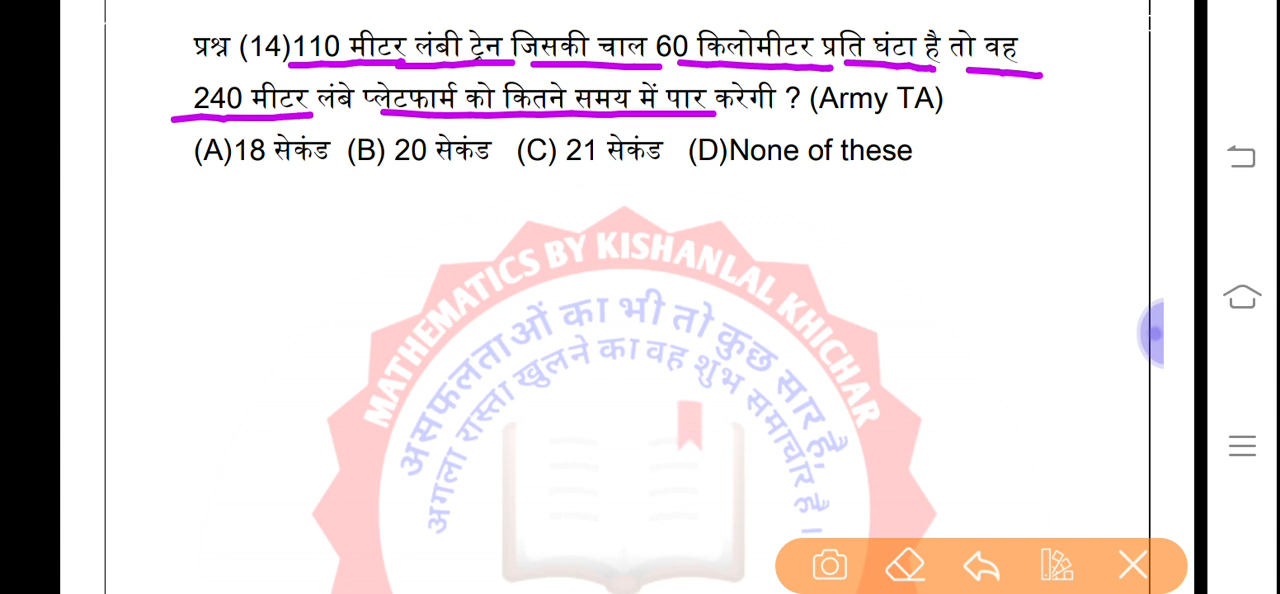 प्रश्न (14)110 मीटर लंबी ट्रेन जिसकी चाल 60 किलोमीटर प्रति घंटा है तो वह
240 मीटर लंबे प्लेटफार्म को कितने समय में पार करेगी ? (Army TA)
(A)18 सेकंड (B) 20 सेकंड (C) 21 सेकंड (D)None of these
MATHEMATICS BY KISHANLAL KHICHAR
असफलताओं का भी तो कुछ सार है,
अगला रास्ता खुलने का वह शुभ समाचार है।